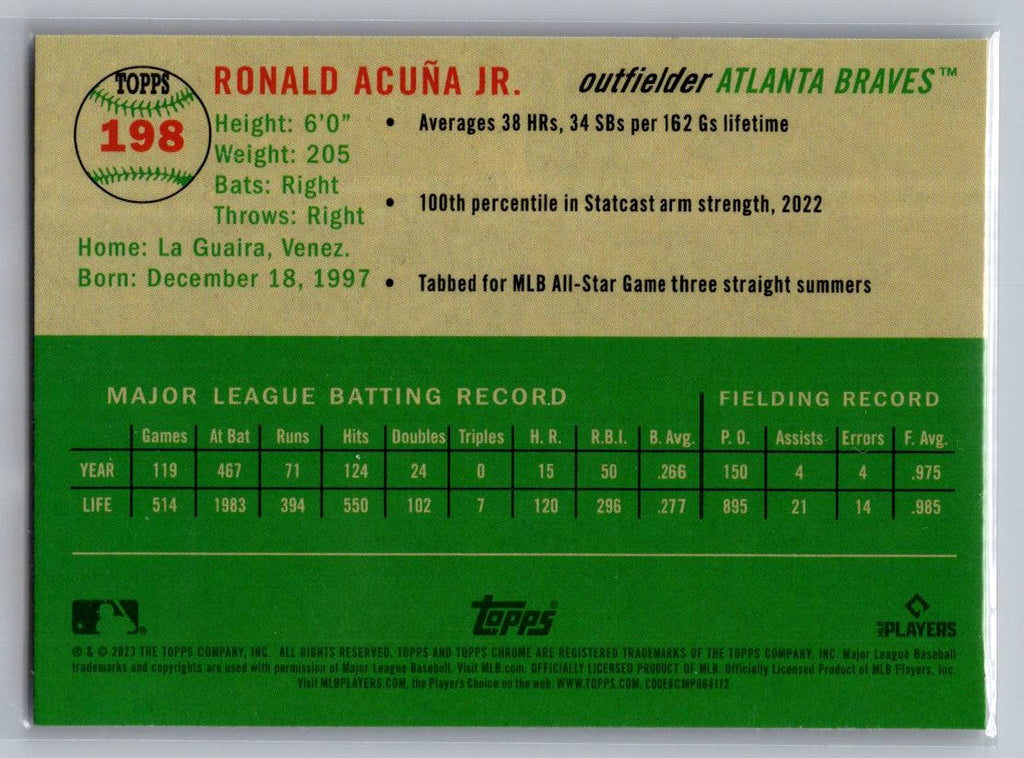 TOPPS
198
RONALD ACUÑA JR.
outfielder ATLANTA BRAVES™
Height: 6'0"
Weight: 205
Bats: Right
Throws: Right
Home: La Guaira, Venez.
Born: December 18, 1997
• Averages 38 HRs, 34 SBs per 162 Gs lifetime
• 100th percentile in Statcast arm strength, 2022
• Tabbed for MLB All-Star Game three straight summers
MAJOR LEAGUE BATTING RECORD FIELDING RECORD
Games At Bat Runs Hits Doubles Triples H. R. R.B.I. B. Avg. P. O. Assists Errors F. Avg.
YEAR 119 467 71 124 24 0 15 50 .266 150 4 4 .975
LIFE 514 1983 394 550 102 7 120 296 .277 895 21 14 .985
Topps®
MLB PLAYERS
® & © 2023 THE TOPPS COMPANY, INC. ALL RIGHTS RESERVED. TOPPS AND TOPPS CHROME ARE REGISTERED TRADEMARKS OF THE TOPPS COMPANY, INC. Major League Baseball
trademarks and copyrights are used with permission of Major League Baseball. Visit MLB.com. OFFICIALLY LICENSED PRODUCT OF MLB. Officially Licensed Product of MLB Players, Inc.
Visit MLBPLAYERS.COM, the Players Choice on the web. WWW.TOPPS.COM. CODE#CMP064112